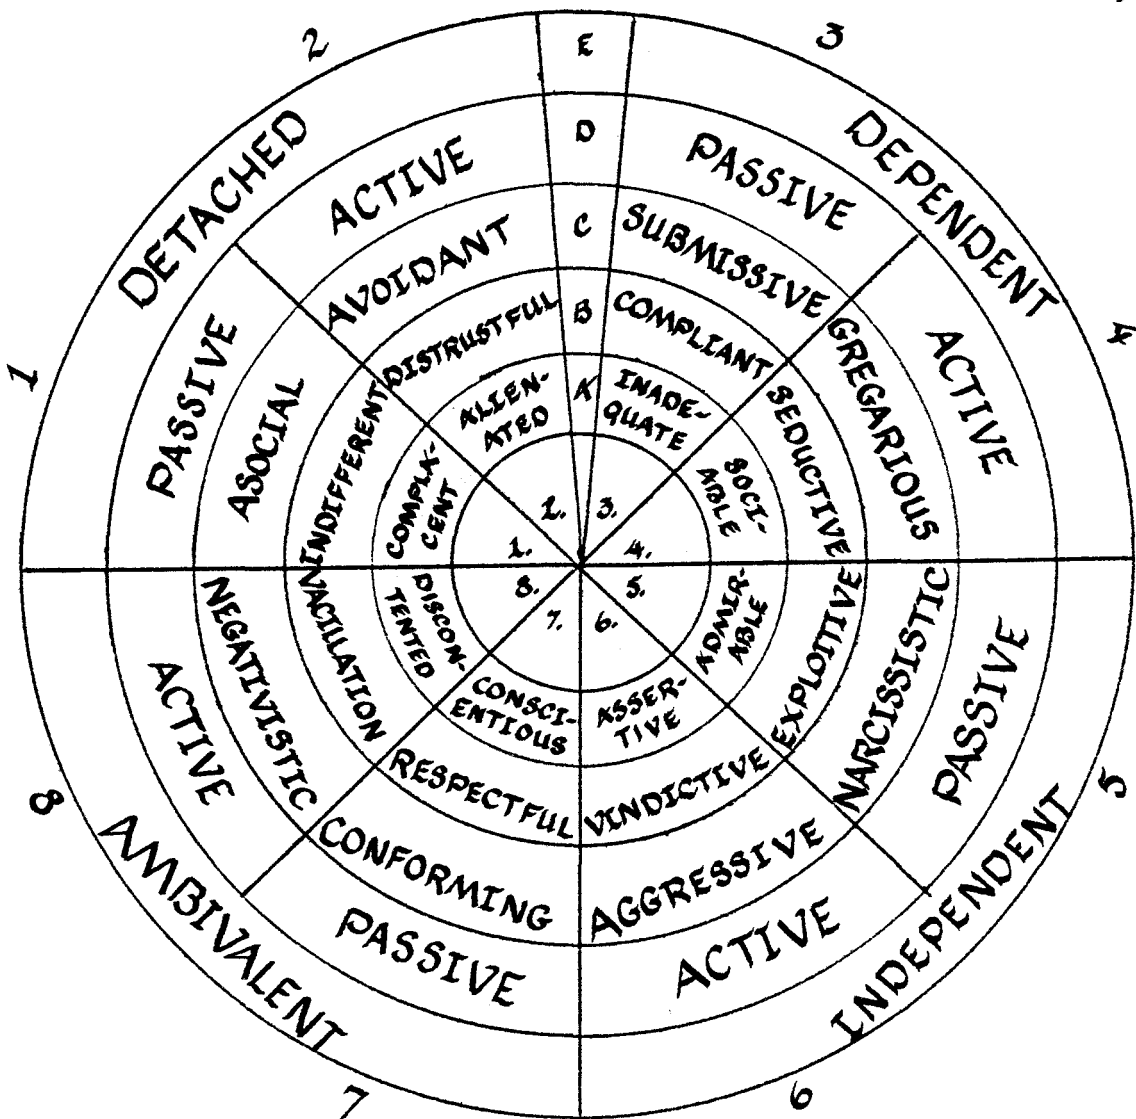 2
3
E
D
C
B
A
DETACHED
ACTIVE
AVOIDANT
DISTRUSTFUL
ALIEN-
ATED
2.
DEPENDENT
PASSIVE
SUBMISSIVE
COMPLIANT
INADE-
QUATE
3.
1
PASSIVE
ASOCIAL
INDIFFERENT
COMPLA-
CENT
1.
4
ACTIVE
GREGARIOUS
SEDUCTIVE
SOCI-
ABLE
4.
8
AMBIVALENT
ACTIVE
NEGATIVISTIC
VACILLATION
DISCON-
TENTED
8.
5
INDEPENDENT
PASSIVE
NARCISSISTIC
EXPLOITIVE
ADMIR-
ABLE
5.
7
PASSIVE
CONFORMING
RESPECTFUL
CONSCI-
ENTIOUS
7.
6
ACTIVE
AGGRESSIVE
VINDICTIVE
ASSER-
TIVE
6.